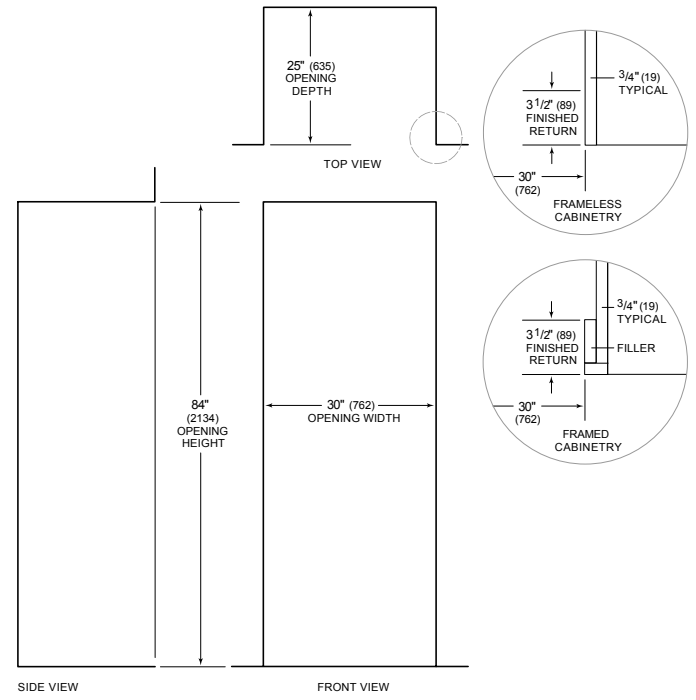 25" (635)
OPENING
DEPTH
TOP VIEW
3/4" (19)
TYPICAL
3 1/2" (89)
FINISHED
RETURN
30"
(762)
FRAMELESS
CABINETRY
3/4" (19)
TYPICAL
3 1/2" (89)
FINISHED
RETURN
FILLER
30"
(762)
FRAMED
CABINETRY
84"
(2134)
OPENING
HEIGHT
30" (762)
OPENING WIDTH
SIDE VIEW
FRONT VIEW